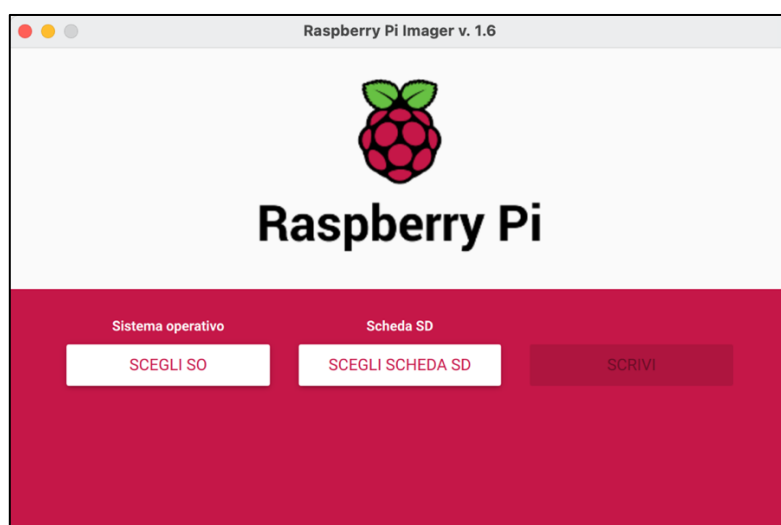 Raspberry Pi Imager v. 1.6
Raspberry Pi
Sistema operativo
Scheda SD
SCEGLI SO
SCEGLI SCHEDA SD
SCRIVI